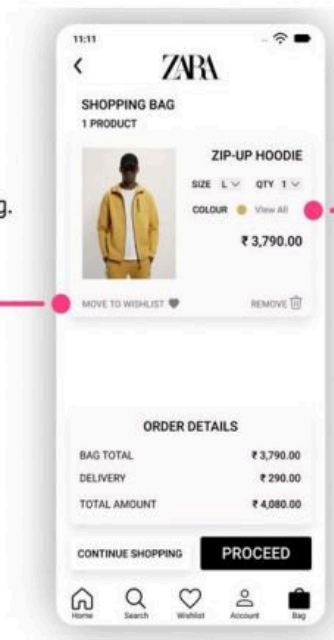 11:11
ZARA
SHOPPING BAG
1 PRODUCT
ZIP-UP HOODIE
SIZE L QTY 1
COLOUR View All
₹ 3,790.00
g.
MOVE TO WISHLIST REMOVE
ORDER DETAILS
BAG TOTAL ₹ 3,790.00
DELIVERY ₹ 290.00
TOTAL AMOUNT ₹ 4,080.00
CONTINUE SHOPPING PROCEED
Home Search Wishlist Account Bag